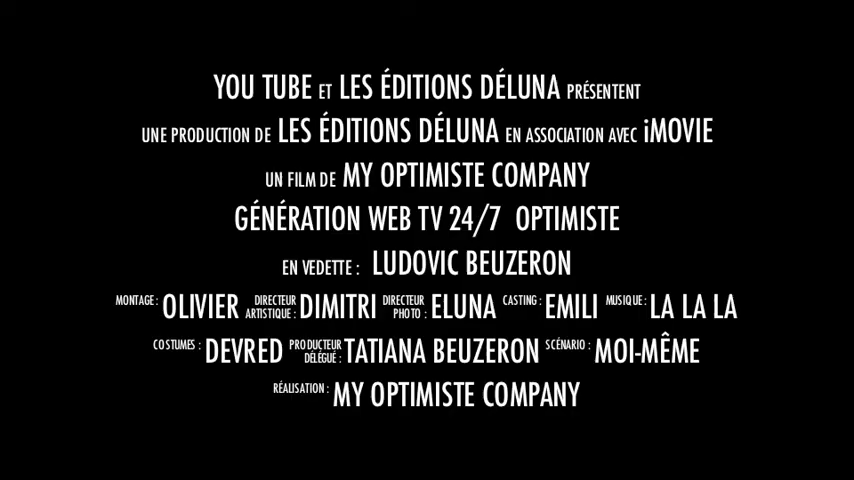 YOU TUBE ET LES ÉDITIONS DÉLUNA PRÉSENTENT
UNE PRODUCTION DE LES ÉDITIONS DÉLUNA EN ASSOCIATION AVEC iMOVIE
UN FILM DE MY OPTIMISTE COMPANY
GÉNÉRATION WEB TV 24/7 OPTIMISTE
EN VEDETTE : LUDOVIC BEUZERON
MONTAGE : OLIVIER DIRECTEUR ARTISTIQUE : DIMITRI DIRECTEUR PHOTO : ELUNA CASTING : EMILI MUSIQUE : LA LA LA
COSTUMES : DEVRED PRODUCTEUR DÉLÉGUÉ : TATIANA BEUZERON SCÉNARIO : MOI-MÊME
RÉALISATION : MY OPTIMISTE COMPANY